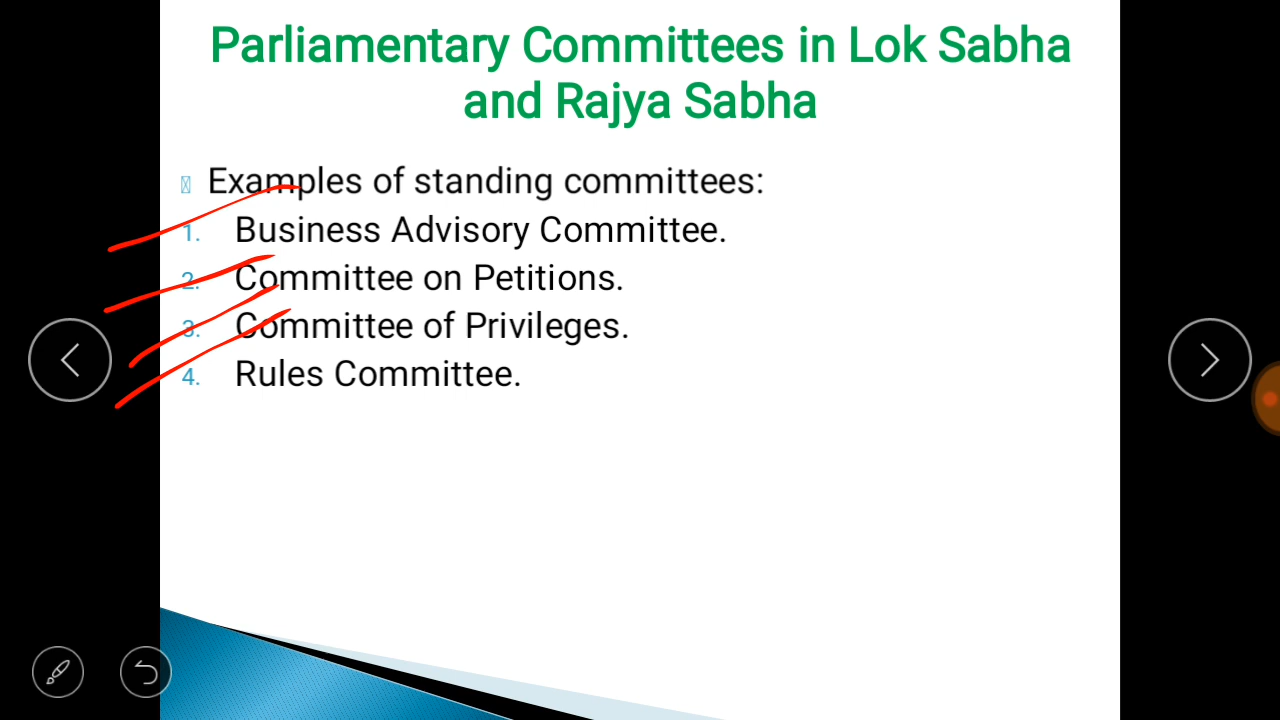 Parliamentary Committees in Lok Sabha
and Rajya Sabha
Examples of standing committees:
1. Business Advisory Committee.
2. Committee on Petitions.
3. Committee of Privileges.
4. Rules Committee.